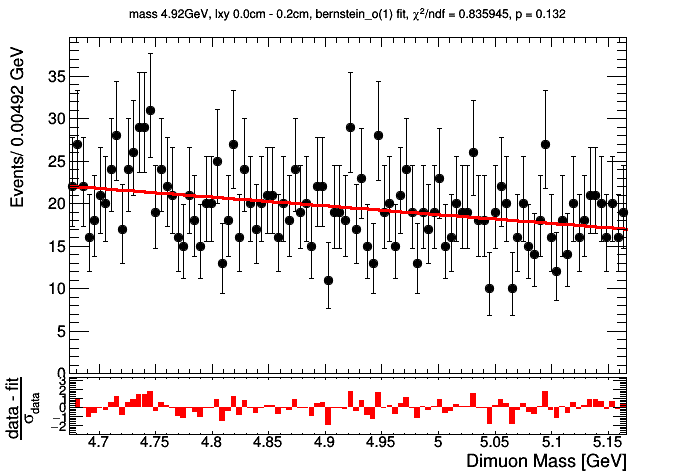 mass 4.92GeV, lxy 0.0cm - 0.2cm, bernstein_o(1) fit, χ²/ndf = 0.835945, p = 0.132
Events/ 0.00492 GeV
35
30
25
20
15
10
5
0
data - fit
σdata
3
2
1
0
−1
−2
4.7 4.75 4.8 4.85 4.9 4.95 5 5.05 5.1 5.15
Dimuon Mass [GeV]